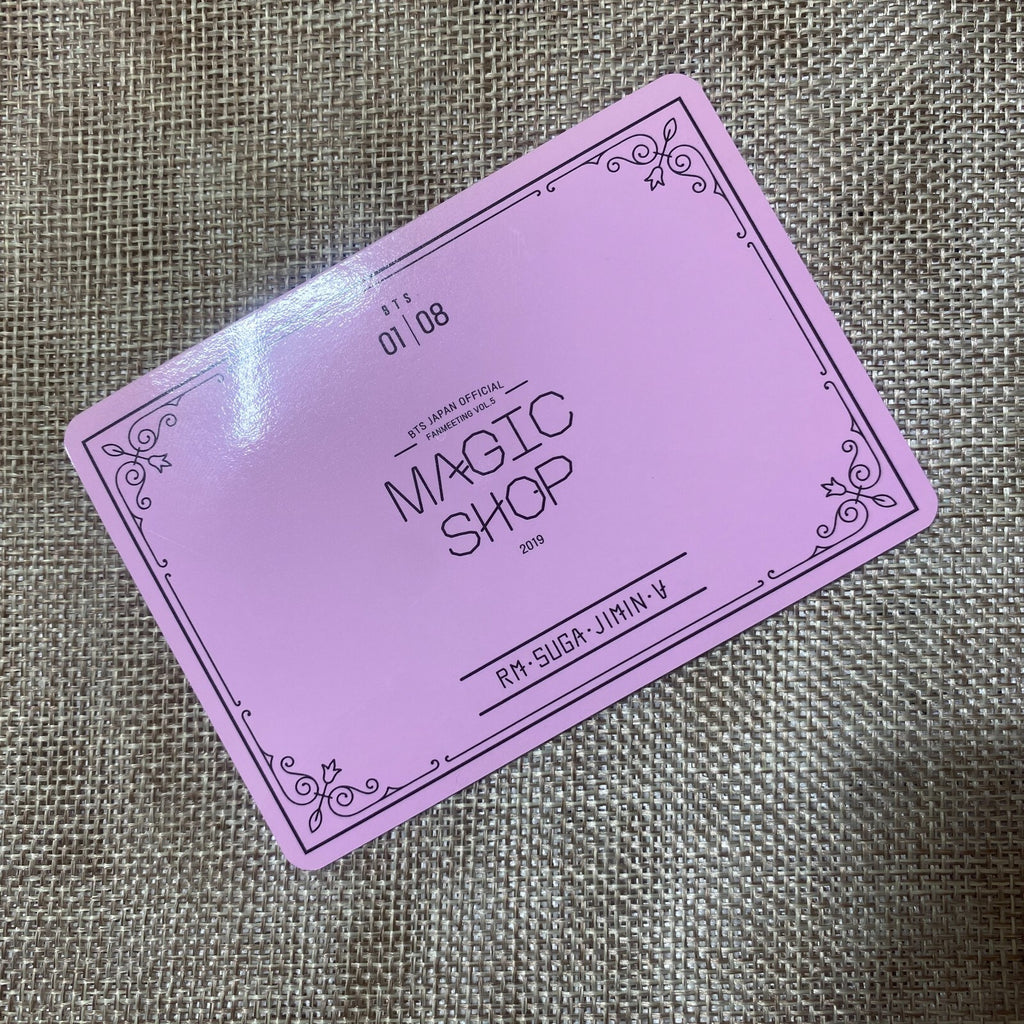 BTS
01|08
BTS JAPAN OFFICIAL
FANMEETING VOL.5
MAGIC
SHOP
2019
RM·SUGA·JIMIN·V